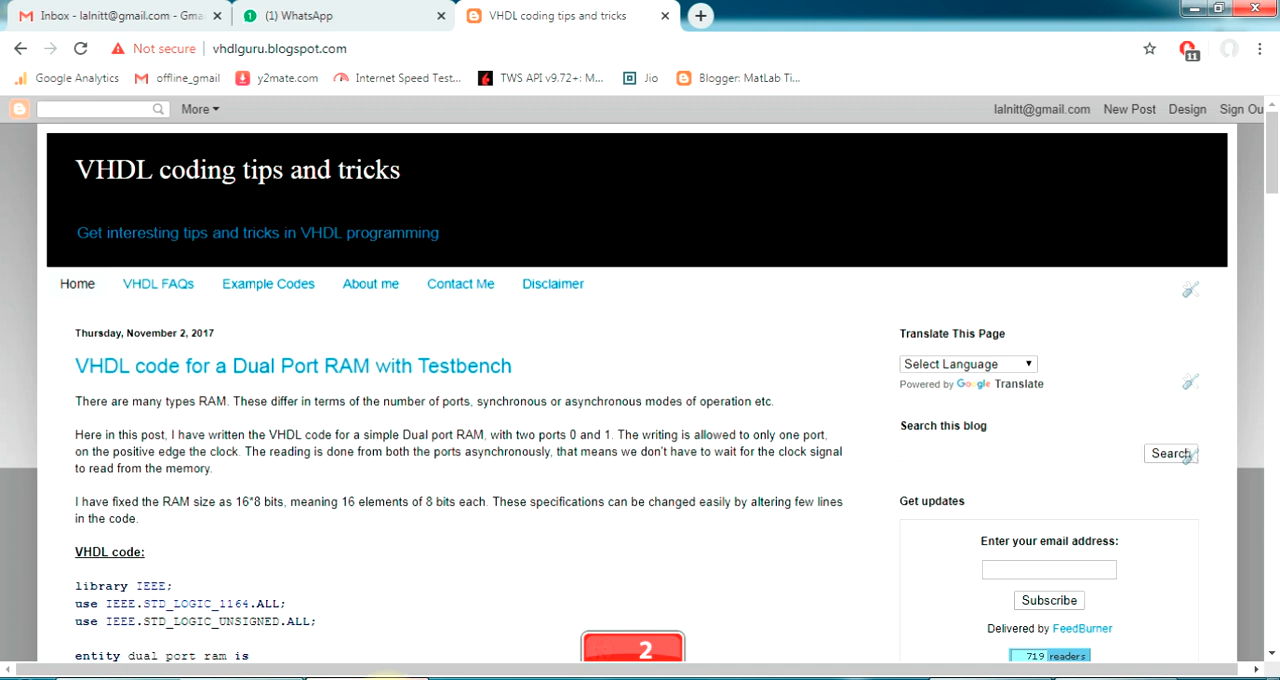 Inbox - lalnitt@gmail.com - Gma
(1) WhatsApp
VHDL coding tips and tricks
Not secure
vhdlguru.blogspot.com
11
Google Analytics
offline_gmail
y2mate.com
Internet Speed Test...
TWS API v9.72+: M...
Jio
Blogger: MatLab Ti...
More
lalnitt@gmail.com
New Post
Design
Sign Ou
VHDL coding tips and tricks
Get interesting tips and tricks in VHDL programming
Home
VHDL FAQs
Example Codes
About me
Contact Me
Disclaimer
Thursday, November 2, 2017
VHDL code for a Dual Port RAM with Testbench
There are many types RAM. These differ in terms of the number of ports, synchronous or asynchronous modes of operation etc.
Here in this post, I have written the VHDL code for a simple Dual port RAM, with two ports 0 and 1. The writing is allowed to only one port,
on the positive edge the clock. The reading is done from both the ports asynchronously, that means we don't have to wait for the clock signal
to read from the memory.
I have fixed the RAM size as 16*8 bits, meaning 16 elements of 8 bits each. These specifications can be changed easily by altering few lines
in the code.
VHDL code:
library IEEE;
use IEEE.STD_LOGIC_1164.ALL;
use IEEE.STD_LOGIC_UNSIGNED.ALL;
entity dual port ram is
Translate This Page
Select Language
Powered by Google Translate
Search this blog
Search
Get updates
Enter your email address:
Subscribe
Delivered by FeedBurner
719 readers
2